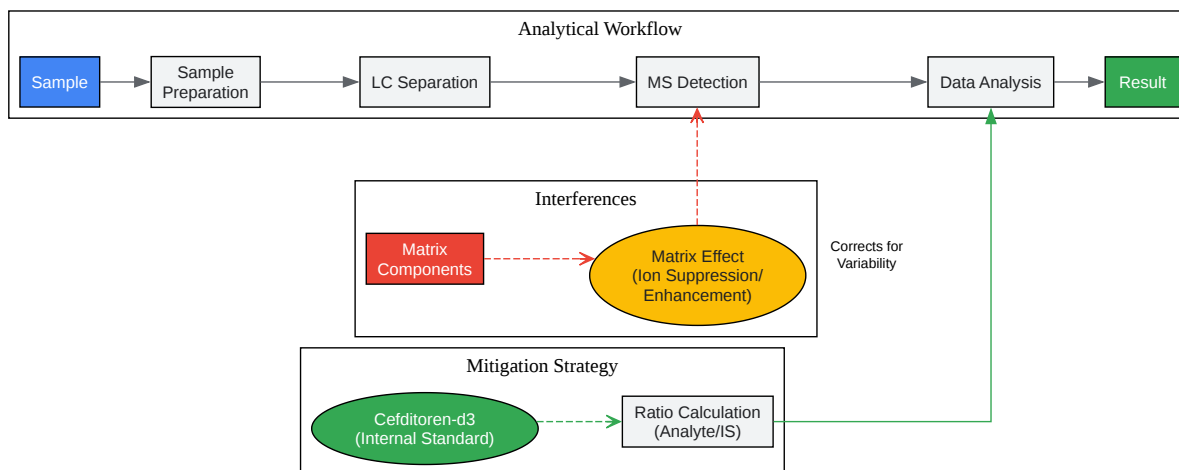 Analytical Workflow
Sample
Sample
Preparation
LC Separation
MS Detection
Data Analysis
Result
Interferences
Matrix
Components
Matrix Effect
(Ion Suppression/
Enhancement)
Corrects for
Variability
Mitigation Strategy
Cefditoren-d3
(Internal Standard)
Ratio Calculation
(Analyte/IS)